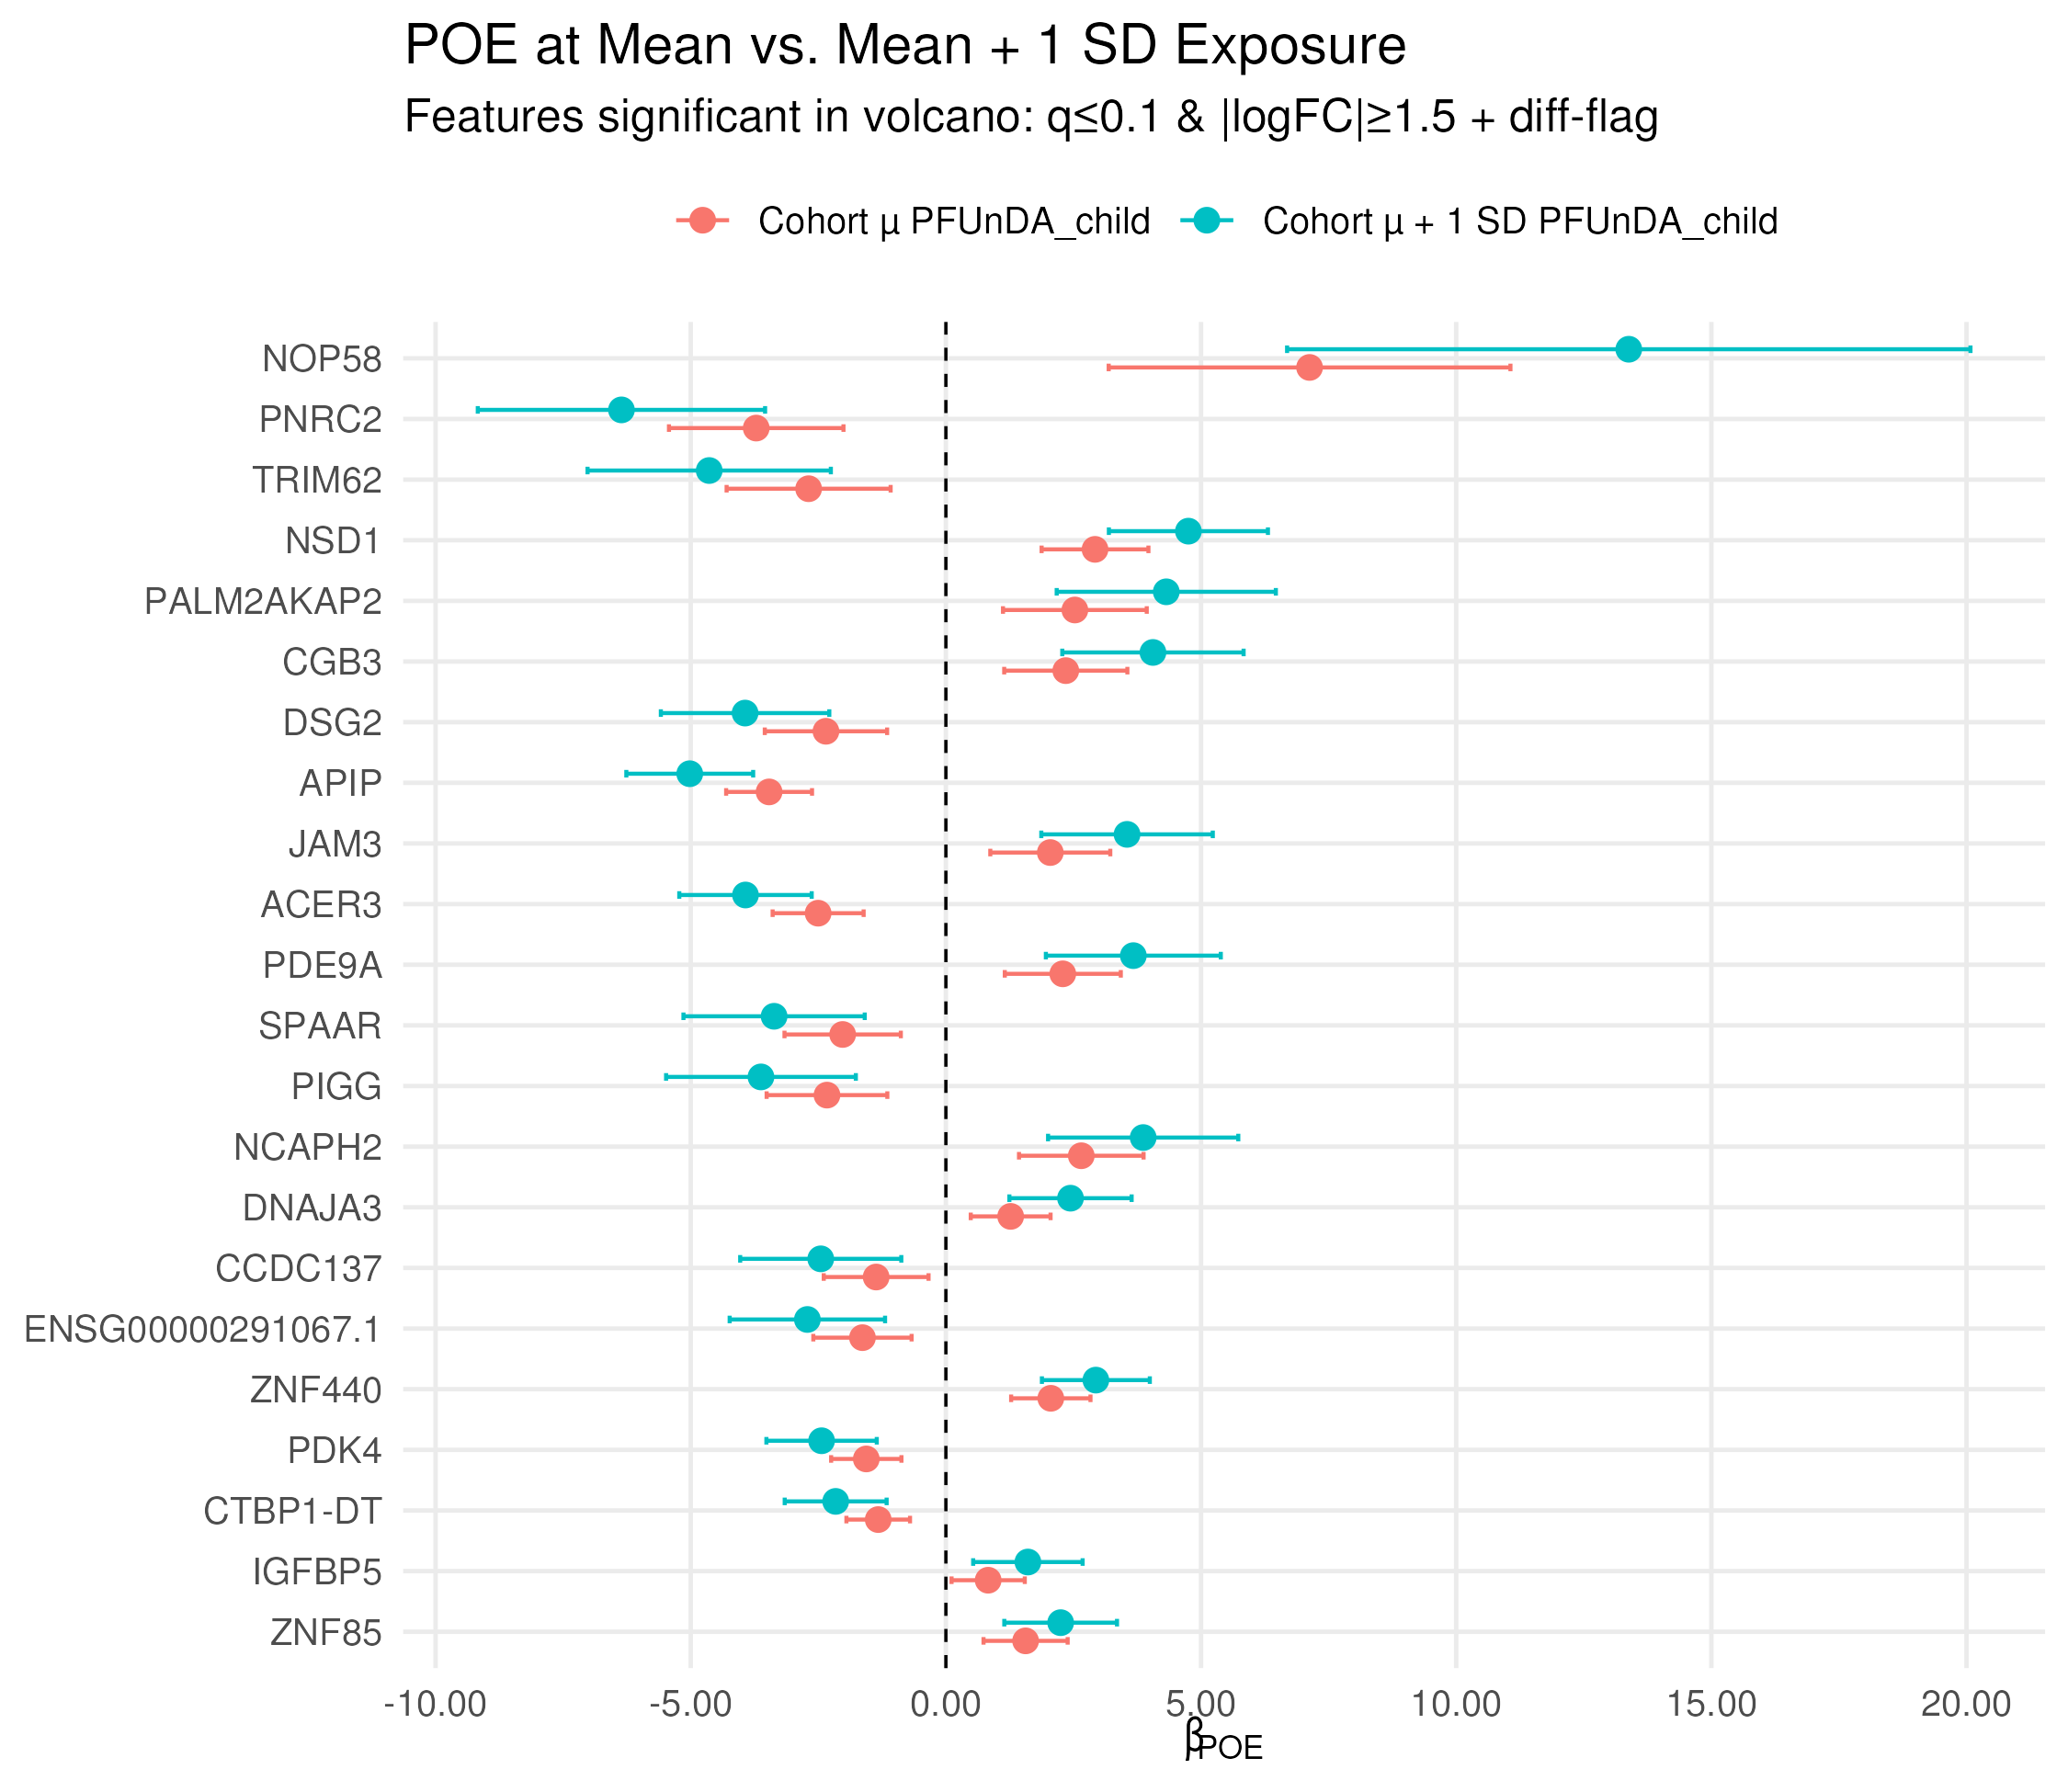 POE at Mean vs. Mean + 1 SD Exposure
Features significant in volcano: q≤0.1 & |logFC|≥1.5 + diff-flag
Cohort μ PFUnDA_child
Cohort μ + 1 SD PFUnDA_child
NOP58
PNRC2
TRIM62
NSD1
PALM2AKAP2
CGB3
DSG2
APIP
JAM3
ACER3
PDE9A
SPAAR
PIGG
NCAPH2
DNAJA3
CCDC137
ENSG00000291067.1
ZNF440
PDK4
CTBP1-DT
IGFBP5
ZNF85
-10.00 -5.00 0.00 5.00 10.00 15.00 20.00
βPOE